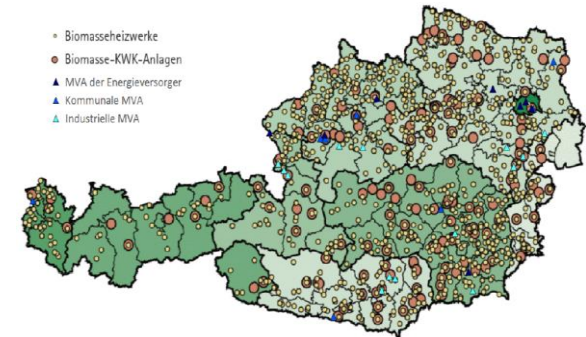 Biomasseheizwerke
Biomasse-KWK-Anlagen
MVA der Energieversorger
Kommunale MVA
Industrielle MVA